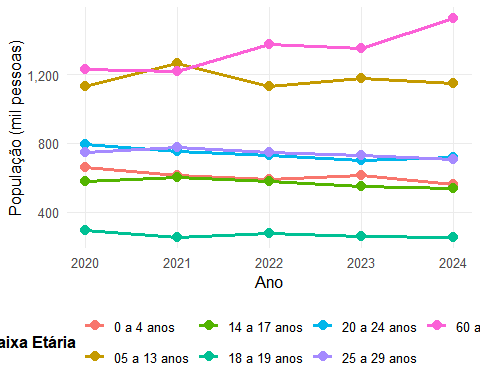 População (mil pessoas)
1,200
800
400
2020 2021 2022 2023 2024
Ano
aixa Etária
0 a 4 anos 14 a 17 anos 20 a 24 anos 60 a
05 a 13 anos 18 a 19 anos 25 a 29 anos